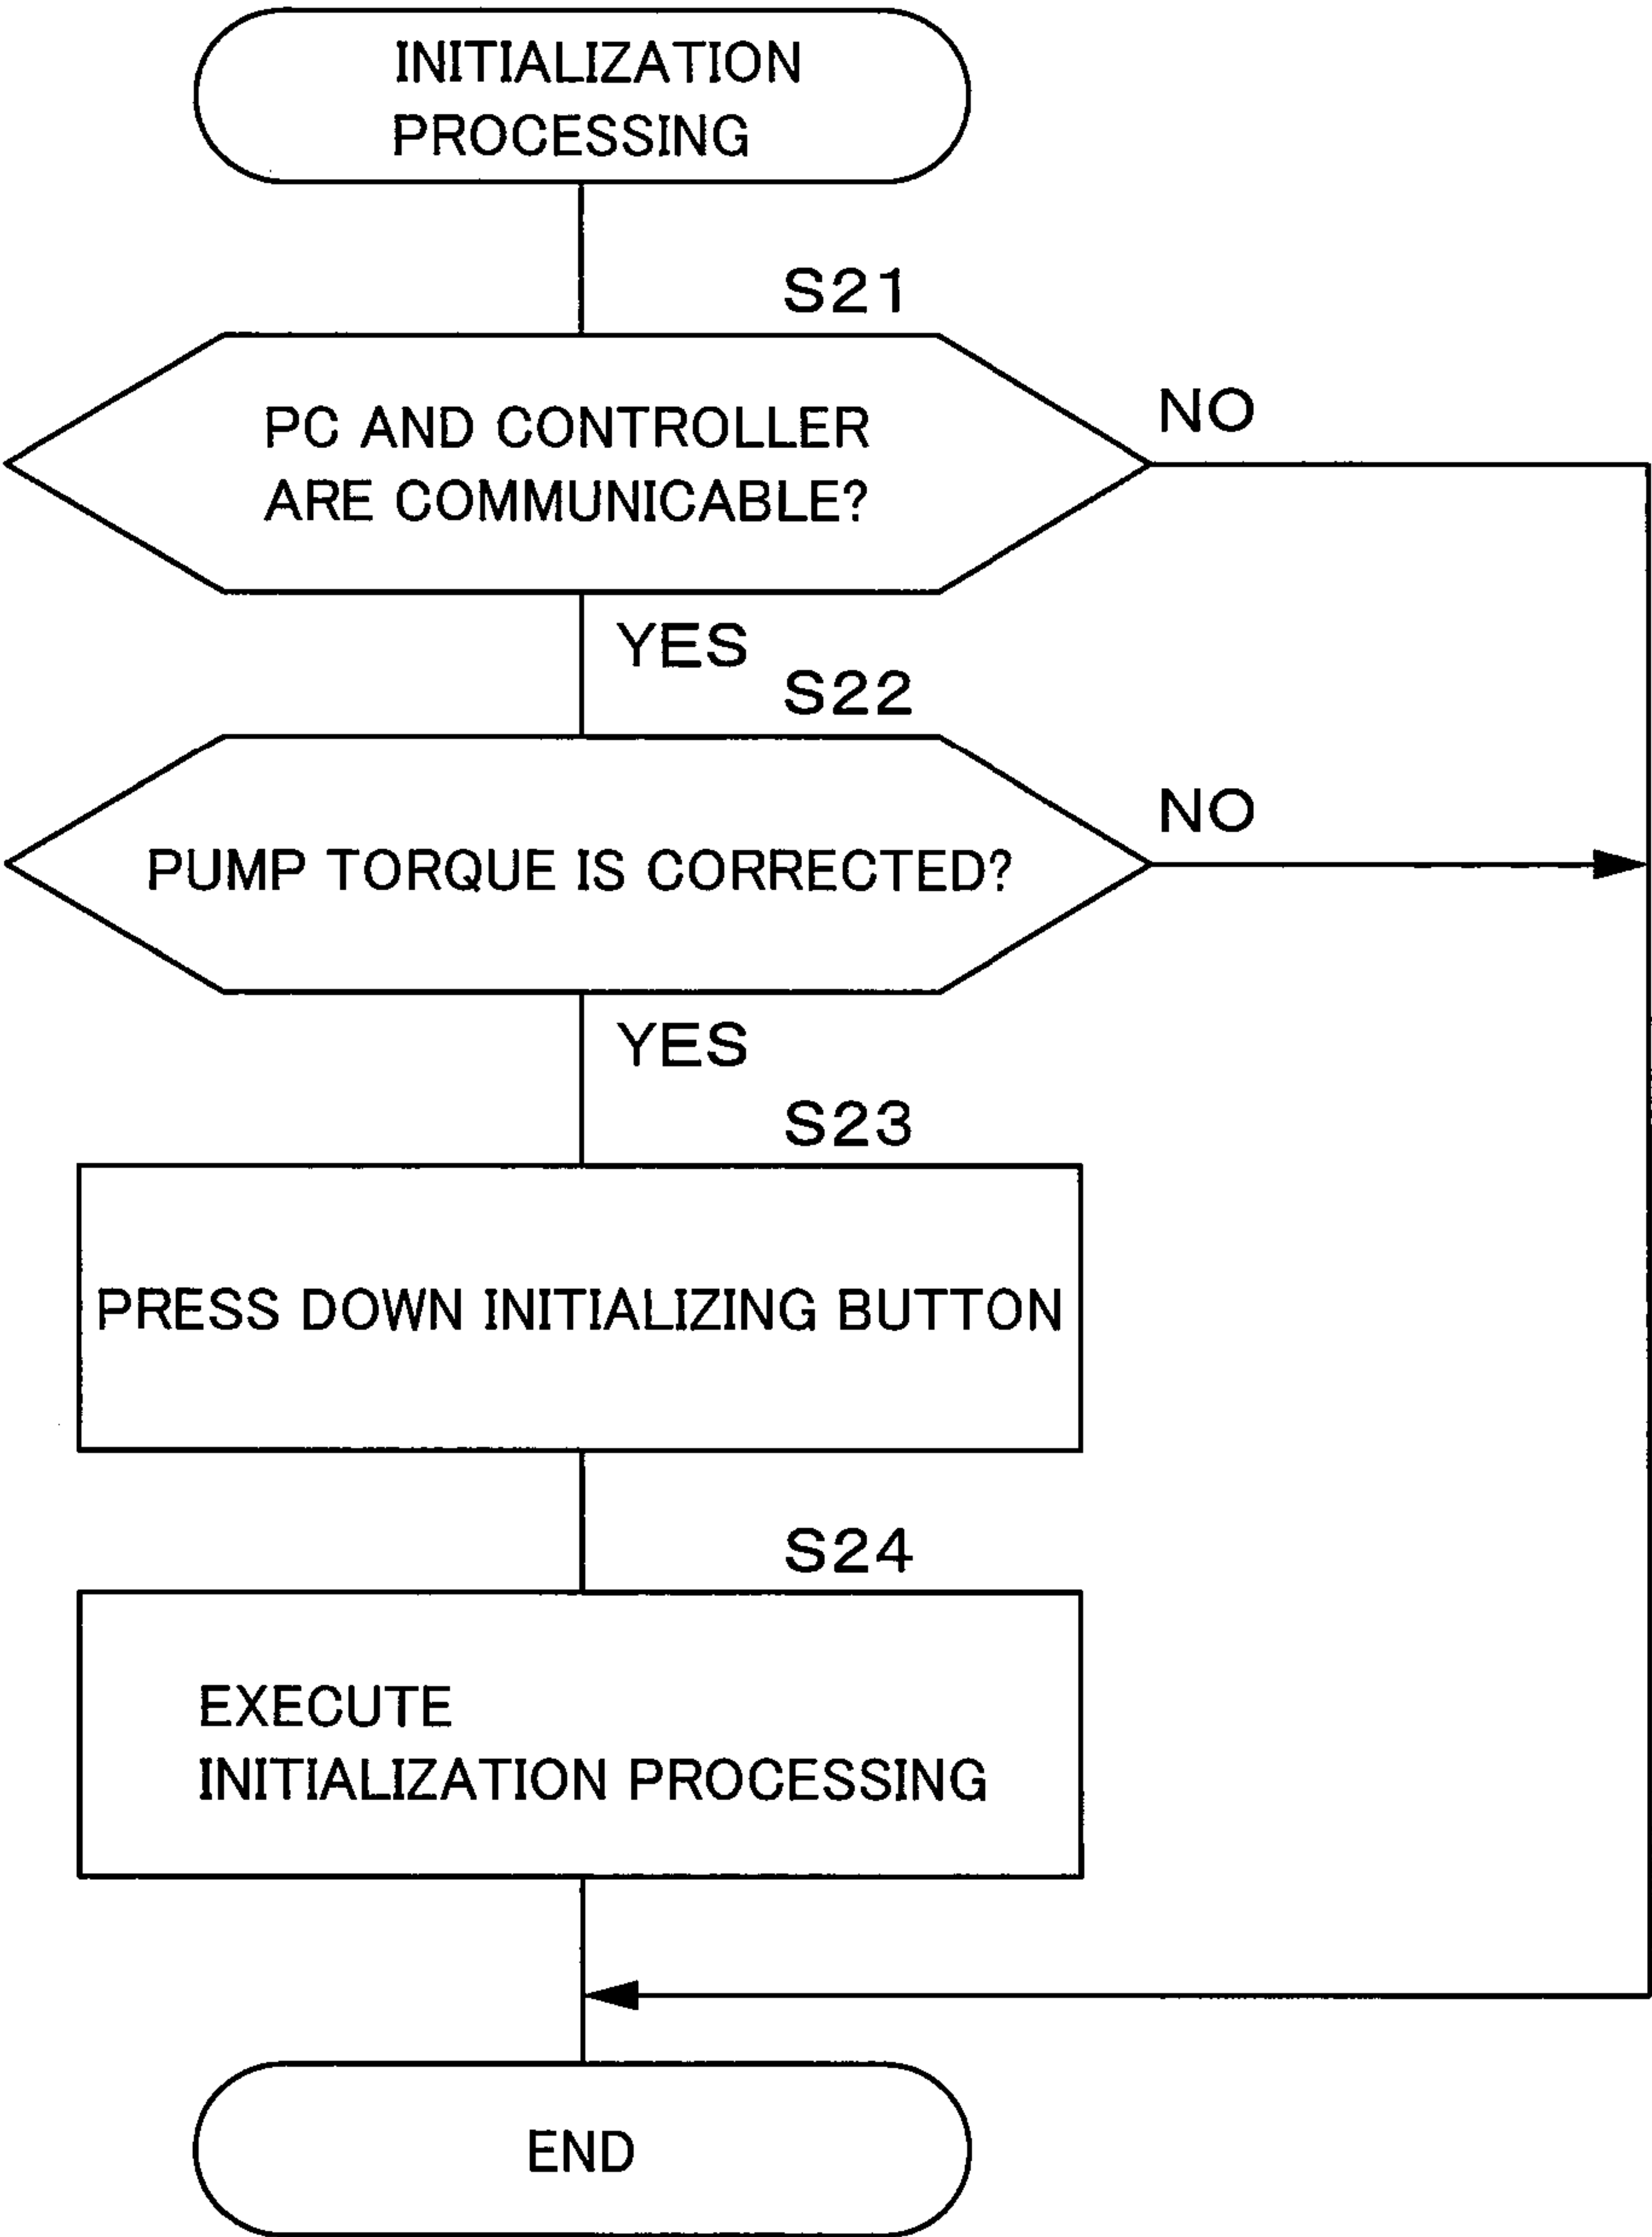 INITIALIZATION
PROCESSING
S21
PC AND CONTROLLER
ARE COMMUNICABLE?
NO
YES
S22
PUMP TORQUE IS CORRECTED?
NO
YES
S23
PRESS DOWN INITIALIZING BUTTON
S24
EXECUTE
INITIALIZATION PROCESSING
END